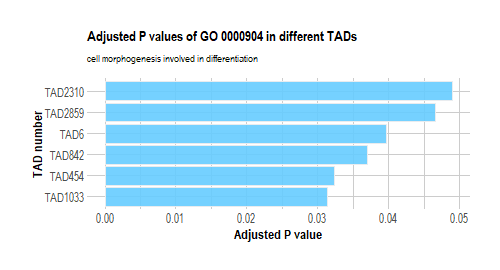 Adjusted P values of GO 0000904 in different TADs
cell morphogenesis involved in differentiation
TAD2310
TAD2859
TAD6
TAD842
TAD454
TAD1033
TAD number
0.00 0.01 0.02 0.03 0.04 0.05
Adjusted P value